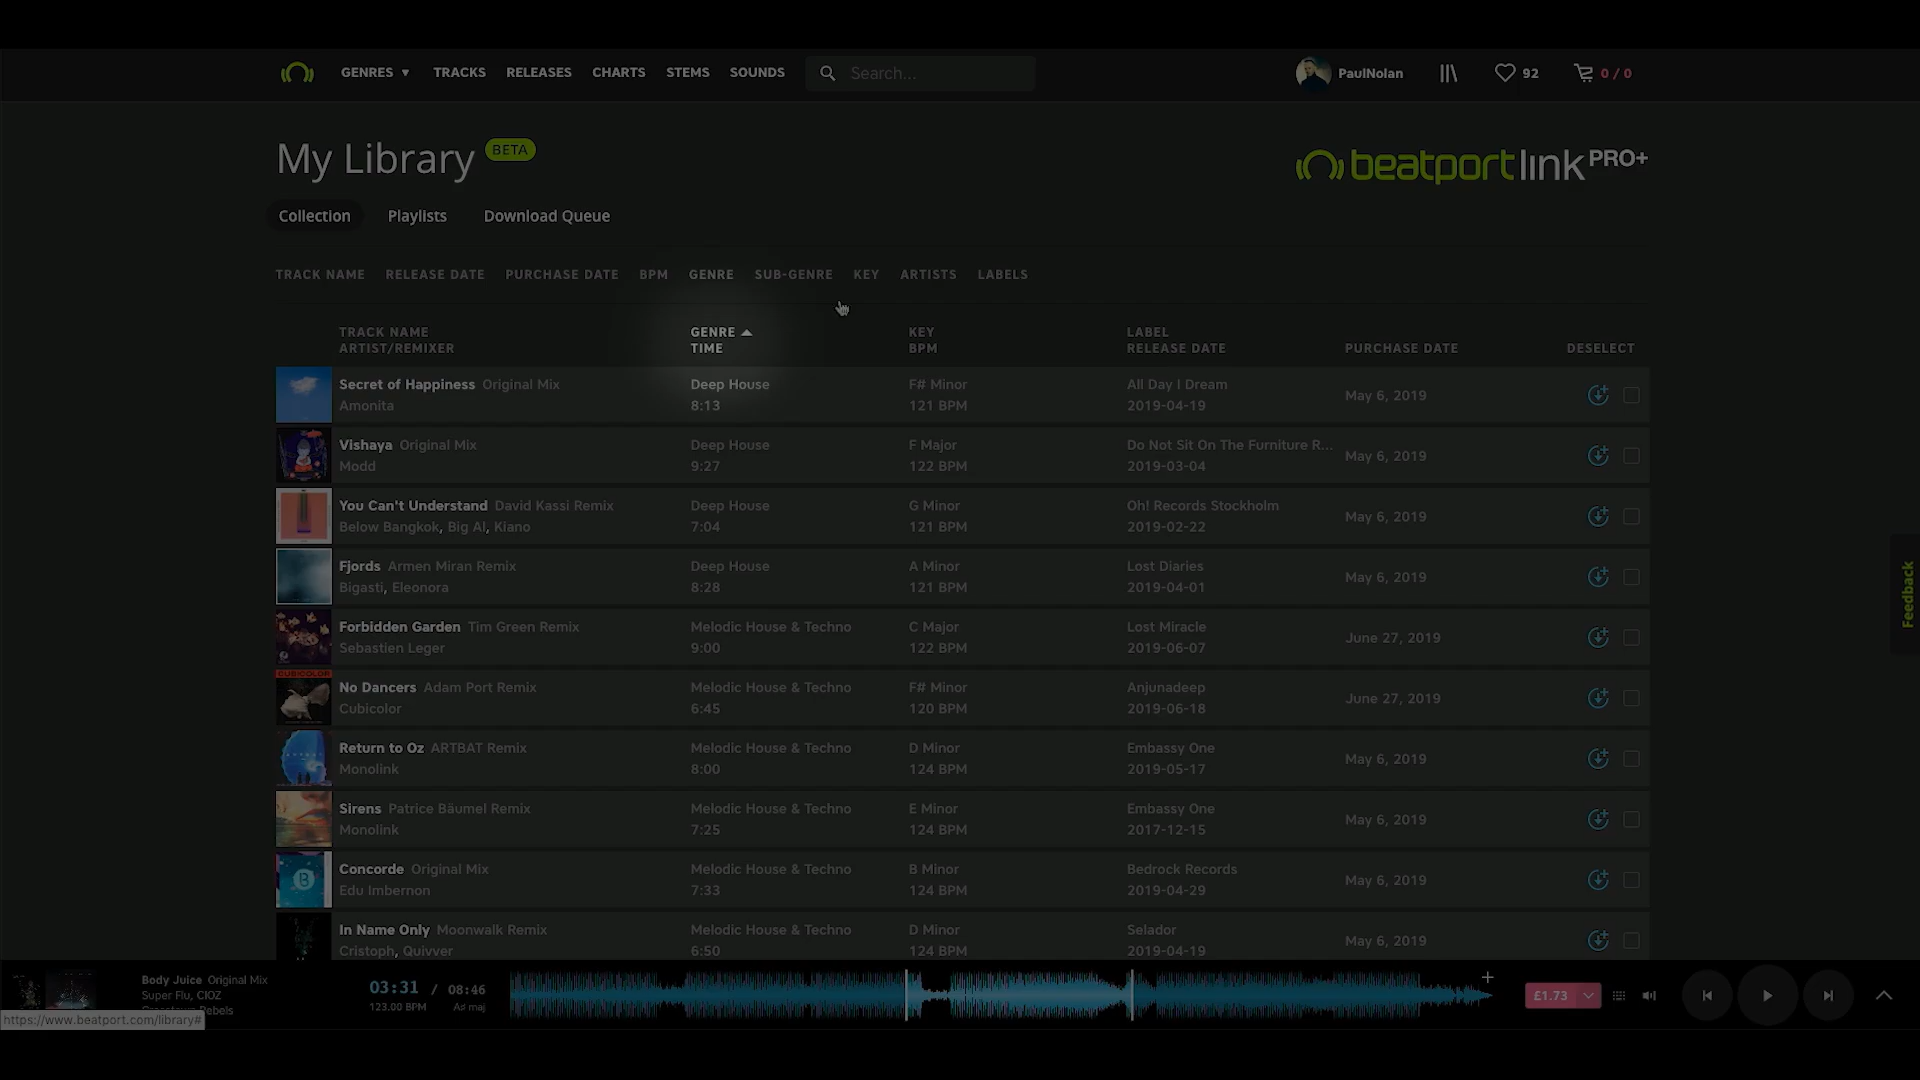 GENRES ▼ TRACKS RELEASES CHARTS STEMS SOUNDS Search... PaulNolan 92 0 / 0
My Library BETA
beatportlink PRO+
Collection Playlists Download Queue
TRACK NAME RELEASE DATE PURCHASE DATE BPM GENRE SUB-GENRE KEY ARTISTS LABELS
TRACK NAME GENRE KEY LABEL
ARTIST/REMIXER TIME BPM RELEASE DATE PURCHASE DATE DESELECT
Secret of Happiness Original Mix Deep House F# Minor All Day I Dream
Amonita 8:13 121 BPM 2019-04-19 May 6, 2019
Vishaya Original Mix Deep House F Major Do Not Sit On The Furniture R...
Modd 9:27 122 BPM 2019-03-04 May 6, 2019
You Can't Understand David Kassi Remix Deep House G Minor Oh! Records Stockholm
Below Bangkok, Big Al, Kiano 7:04 121 BPM 2019-02-22 May 6, 2019
Fjords Armen Miran Remix Deep House A Minor Lost Diaries
Bigasti, Eleonora 8:28 121 BPM 2019-04-01 May 6, 2019
Feedback
Forbidden Garden Tim Green Remix Melodic House & Techno C Major Lost Miracle
Sebastien Leger 9:00 122 BPM 2019-06-07 June 27, 2019
CUBICOLOR
No Dancers Adam Port Remix Melodic House & Techno F# Minor Anjunadeep
Cubicolor 6:45 120 BPM 2019-06-18 June 27, 2019
Return to Oz ARTBAT Remix Melodic House & Techno D Minor Embassy One
Monolink 8:00 124 BPM 2019-05-17 May 6, 2019
Sirens Patrice Bäumel Remix Melodic House & Techno E Minor Embassy One
Monolink 7:25 124 BPM 2017-12-15 May 6, 2019
Concorde Original Mix Melodic House & Techno B Minor Bedrock Records
Edu Imbernon 7:33 124 BPM 2019-04-29 May 6, 2019
B
In Name Only Moonwalk Remix Melodic House & Techno D Minor Selador
Cristoph, Quivver 6:50 124 BPM 2019-04-19 May 6, 2019
Body Juice Original Mix
Super Flu, CIOZ
Rebels
03:31 / 08:46
123.00 BPM A♭ maj
£1.73
https://www.beatport.com/library#